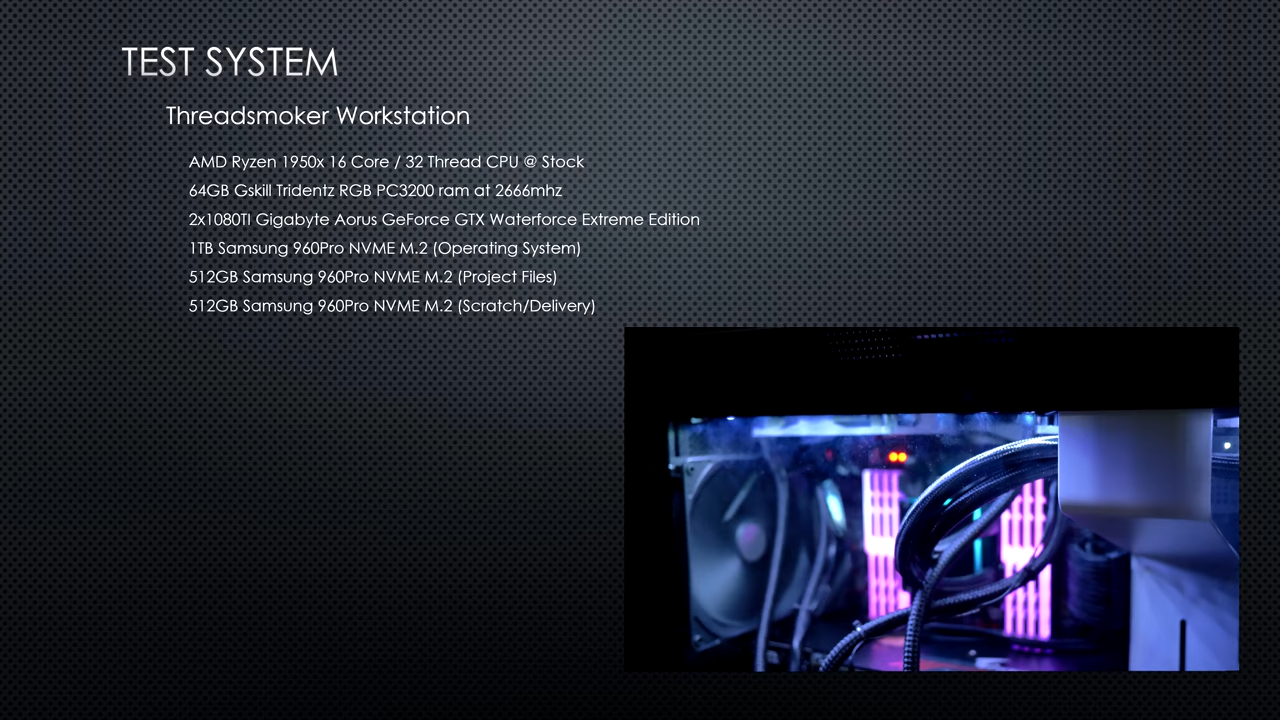 TEST SYSTEM
Threadsmoker Workstation
AMD Ryzen 1950x 16 Core / 32 Thread CPU @ Stock
64GB Gskill Tridentz RGB PC3200 ram at 2666mhz
2x1080TI Gigabyte Aorus GeForce GTX Waterforce Extreme Edition
1TB Samsung 960Pro NVME M.2 (Operating System)
512GB Samsung 960Pro NVME M.2 (Project Files)
512GB Samsung 960Pro NVME M.2 (Scratch/Delivery)